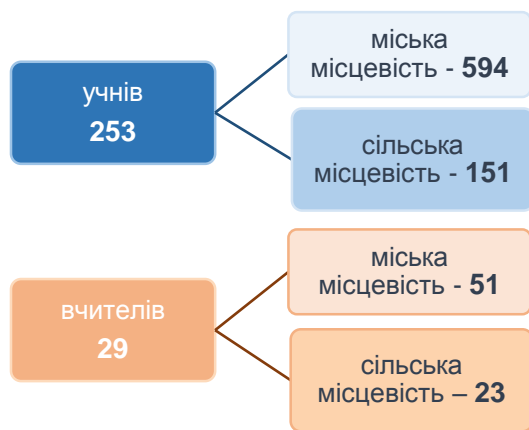 учнів
253
міська
місцевість - 594
сільська
місцевість - 151
вчителів
29
міська
місцевість - 51
сільська
місцевість – 23